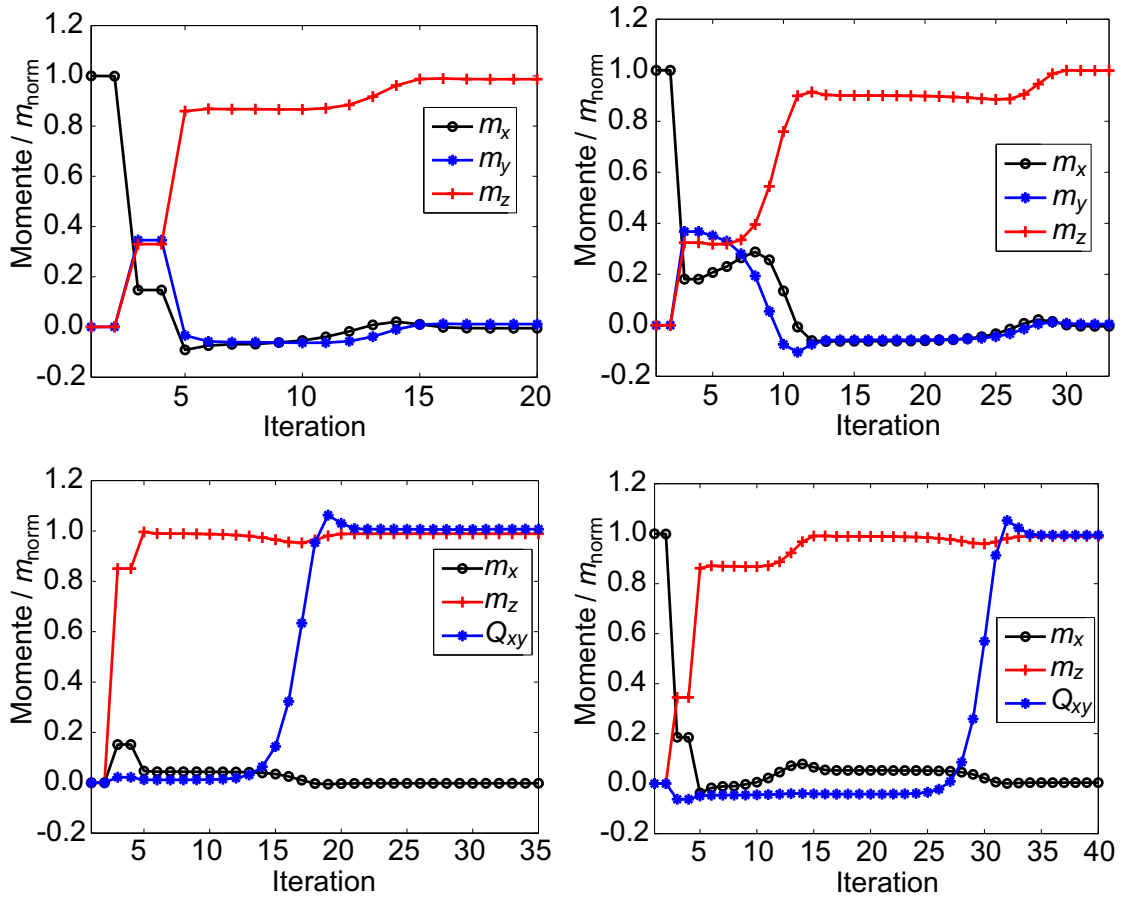 Momente / m_norm
1.2
1.0
0.8
0.6
0.4
0.2
0.0
-0.2
m_x
m_y
m_z
5 10 15 20
Iteration
Momente / m_norm
1.2
1.0
0.8
0.6
0.4
0.2
0.0
-0.2
m_x
m_y
m_z
5 10 15 20 25 30
Iteration
Momente / m_norm
1.2
1.0
0.8
0.6
0.4
0.2
0.0
-0.2
m_x
m_z
Q_xy
5 10 15 20 25 30 35
Iteration
Momente / m_norm
1.2
1.0
0.8
0.6
0.4
0.2
0.0
-0.2
m_x
m_z
Q_xy
5 10 15 20 25 30 35 40
Iteration